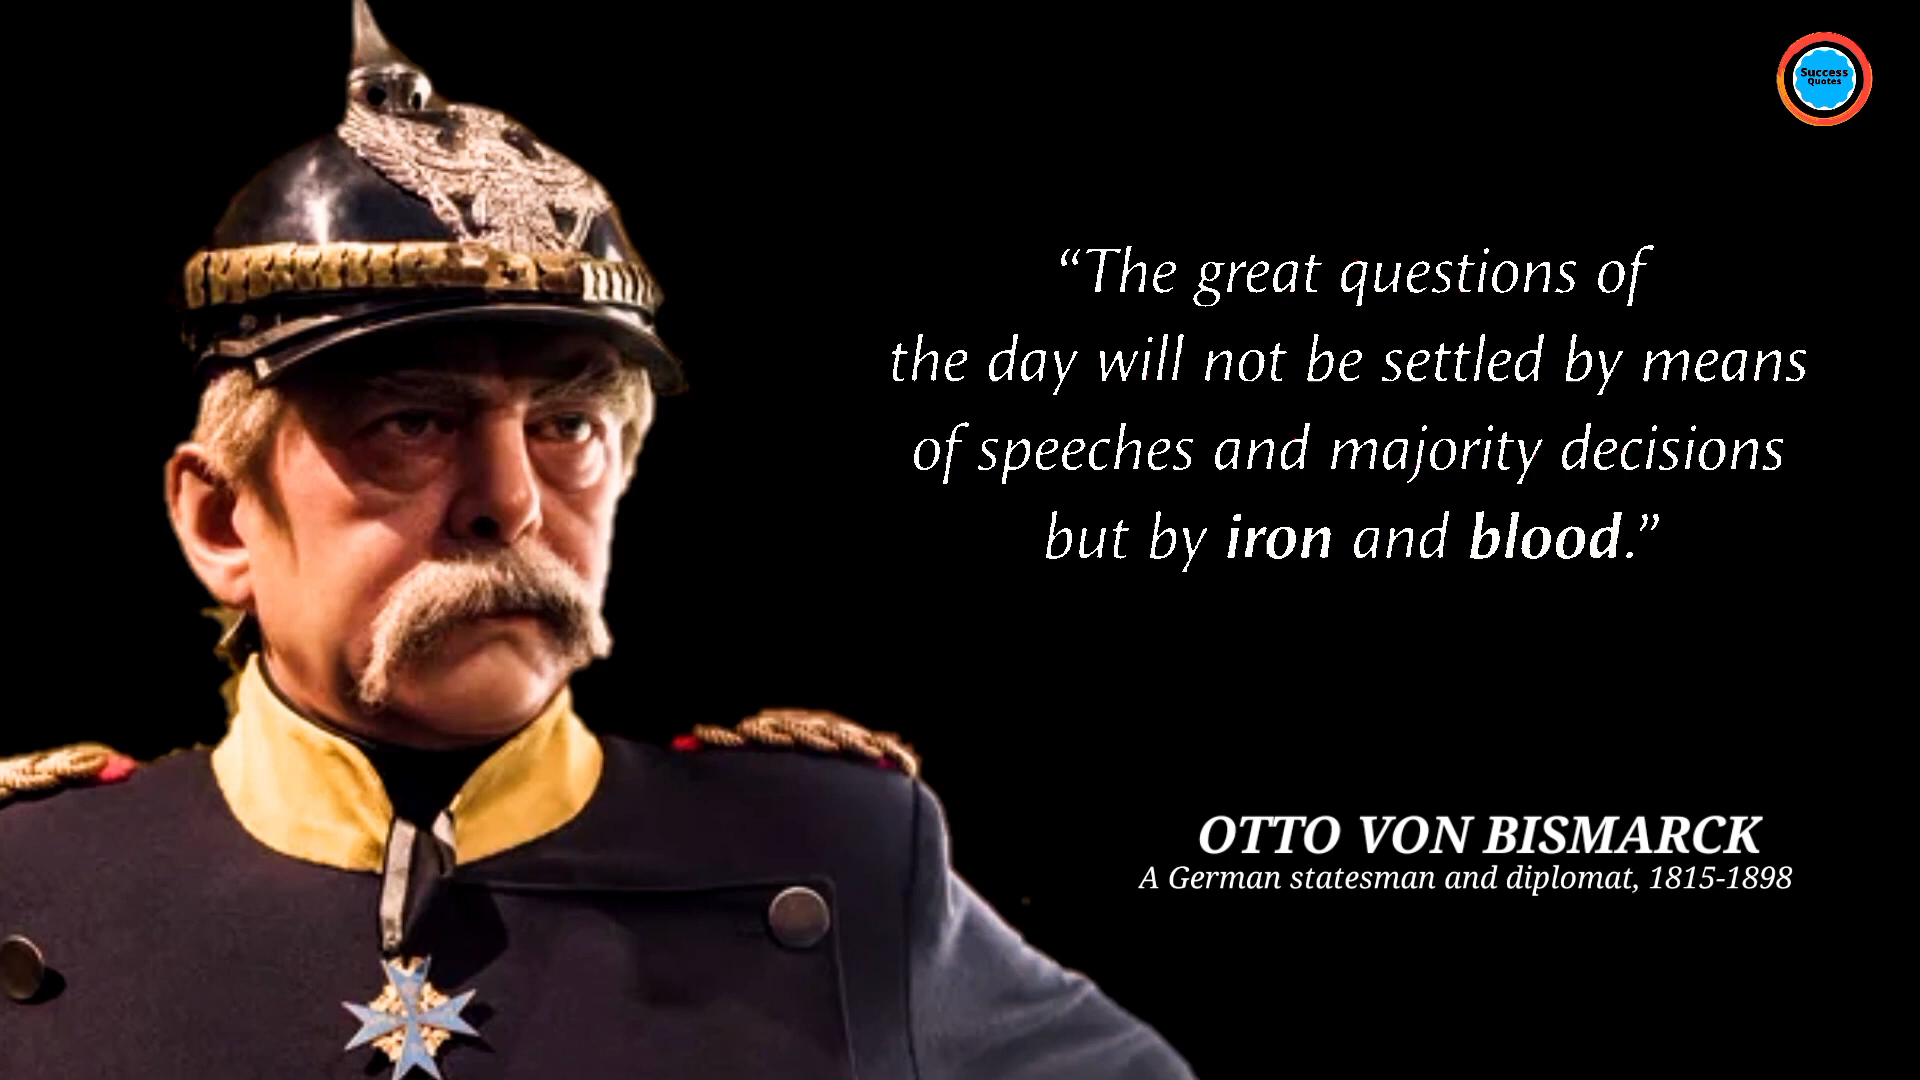 Success
Quotes
“The great questions of
the day will not be settled by means
of speeches and majority decisions
but by iron and blood.”
OTTO VON BISMARCK
A German statesman and diplomat, 1815-1898